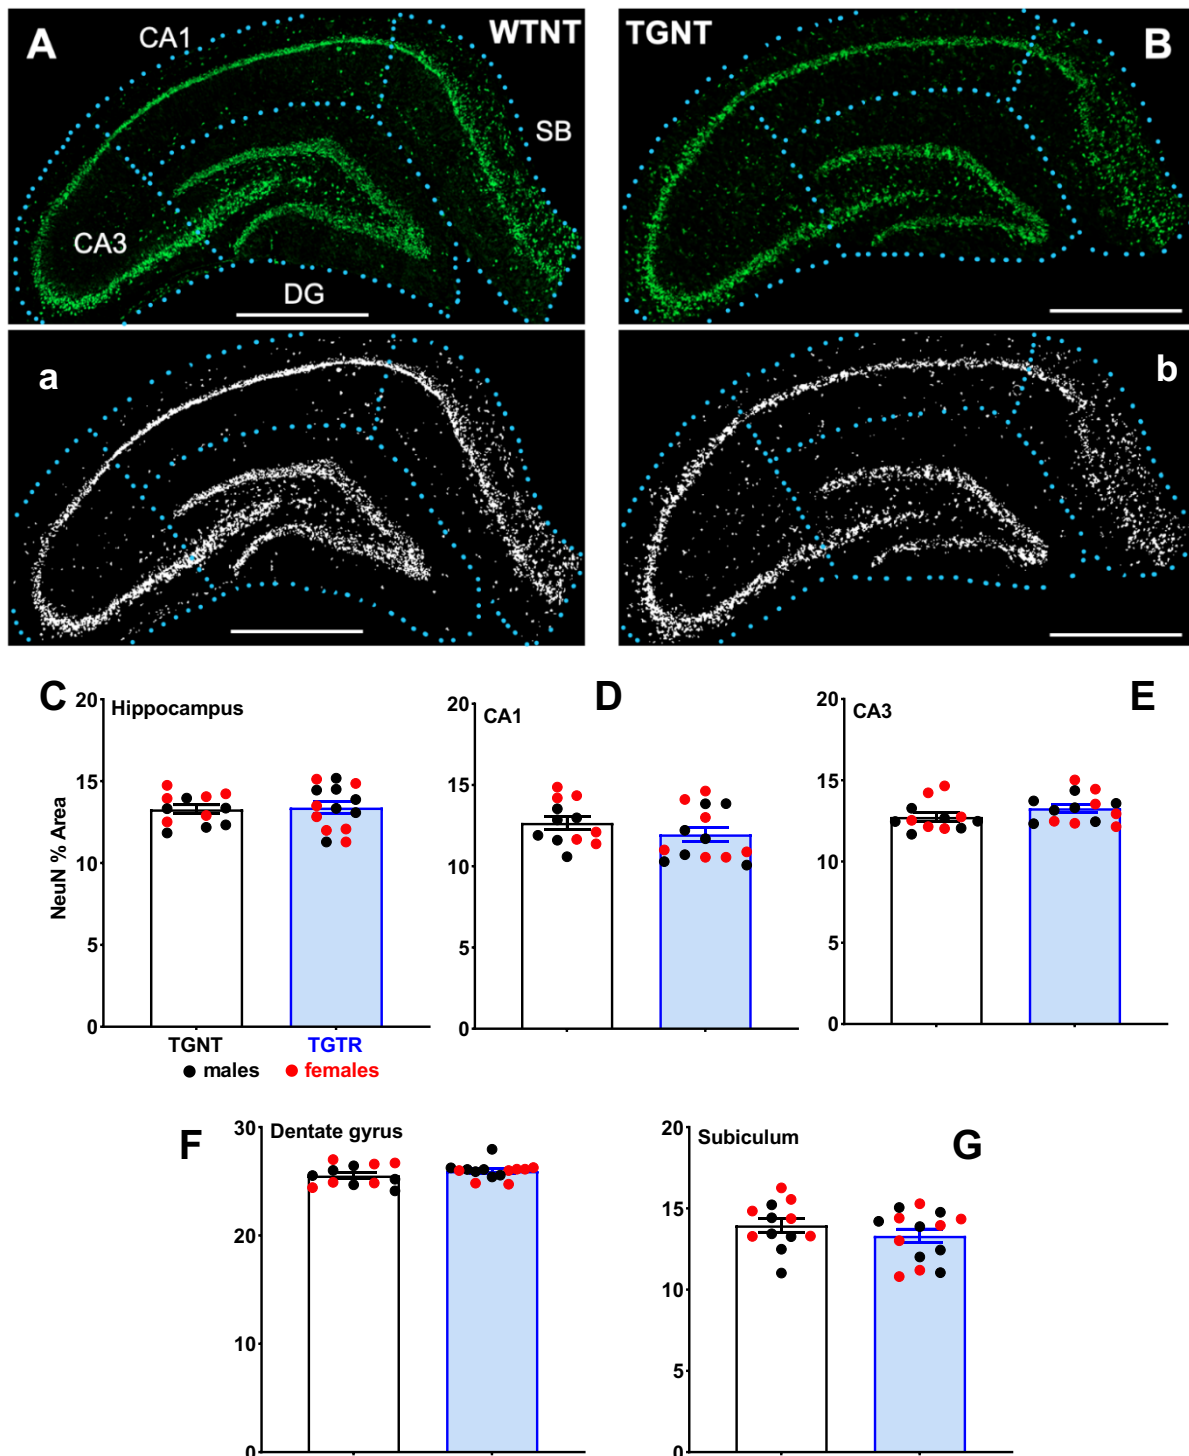 A CA1 WTNT TGNT B
SB
CA3
DG
a b
C D E
Hippocampus CA1 CA3
NeuN % Area
20
15
10
5
0
20
15
10
5
0
20
15
10
5
0
TGNT TGTR
males females
F G
Dentate gyrus Subiculum
30
20
10
0
20
15
10
5
0